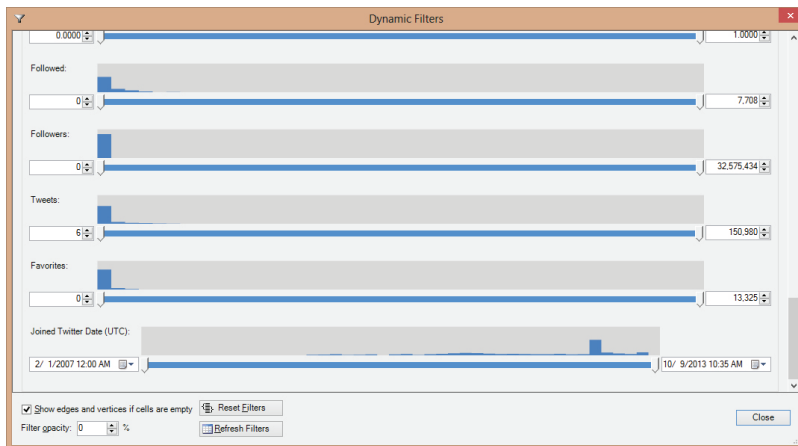 Dynamic Filters
0.0000 1.0000
Followed:
0 7,708
Followers:
0 32,575,434
Tweets:
6 150,980
Favorites:
0 13,325
Joined Twitter Date (UTC):
2/ 1/2007 12:00 AM 10/ 9/2013 10:35 AM
Show edges and vertices if cells are empty Reset Filters
Filter opacity: 0 % Refresh Filters
Close